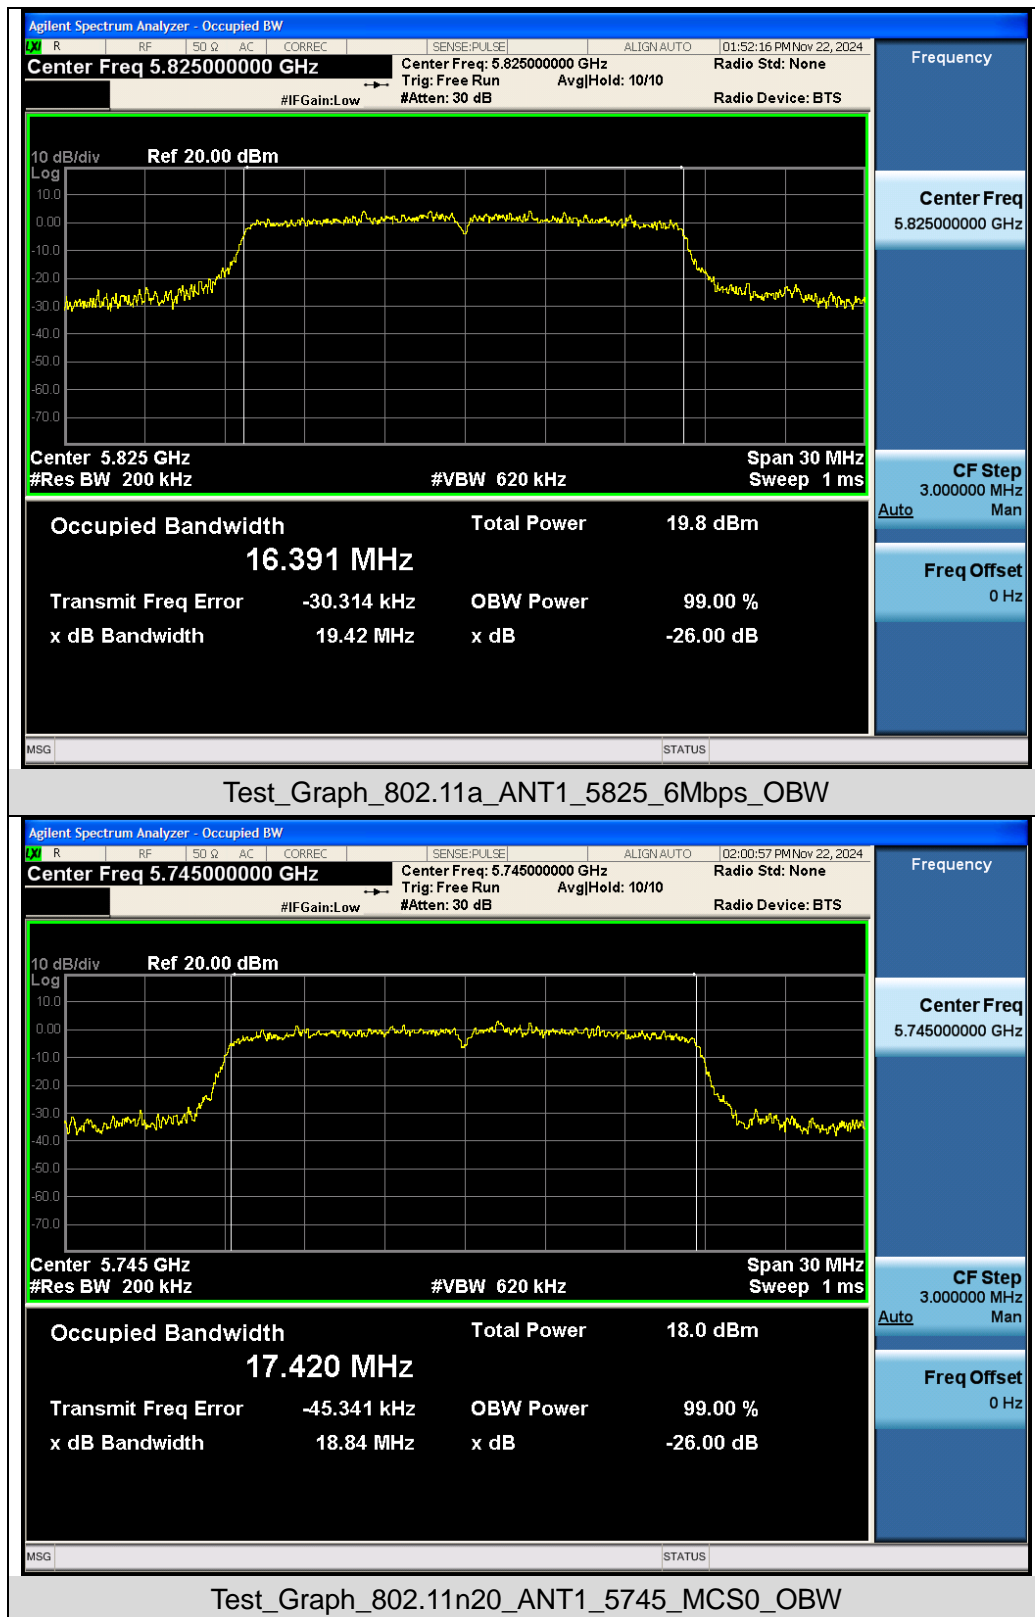 Agilent Spectrum Analyzer - Occupied BW
LXI R RF 50 Ω AC CORREC SENSE:PULSE ALIGN AUTO 01:52:16 PM Nov 22, 2024
Center Freq 5.825000000 GHz
Center Freq: 5.825000000 GHz
Radio Std: None
Trig: Free Run
Avg|Hold: 10/10
#IFGain:Low
#Atten: 30 dB
Radio Device: BTS
10 dB/div
Ref 20.00 dBm
Log
10.0
0.00
-10.0
-20.0
-30.0
-40.0
-50.0
-60.0
-70.0
Center 5.825 GHz
Span 30 MHz
#Res BW 200 kHz
#VBW 620 kHz
Sweep 1 ms
Occupied Bandwidth
Total Power
19.8 dBm
16.391 MHz
Transmit Freq Error
-30.314 kHz
OBW Power
99.00 %
x dB Bandwidth
19.42 MHz
x dB
-26.00 dB
MSG
STATUS
Frequency
Center Freq
5.825000000 GHz
CF Step
3.000000 MHz
Auto Man
Freq Offset
0 Hz
Test_Graph_802.11a_ANT1_5825_6Mbps_OBW
Agilent Spectrum Analyzer - Occupied BW
LXI R RF 50 Ω AC CORREC SENSE:PULSE ALIGN AUTO 02:00:57 PM Nov 22, 2024
Center Freq 5.745000000 GHz
Center Freq: 5.745000000 GHz
Radio Std: None
Trig: Free Run
Avg|Hold: 10/10
#IFGain:Low
#Atten: 30 dB
Radio Device: BTS
10 dB/div
Ref 20.00 dBm
Log
10.0
0.00
-10.0
-20.0
-30.0
-40.0
-50.0
-60.0
-70.0
Center 5.745 GHz
Span 30 MHz
#Res BW 200 kHz
#VBW 620 kHz
Sweep 1 ms
Occupied Bandwidth
Total Power
18.0 dBm
17.420 MHz
Transmit Freq Error
-45.341 kHz
OBW Power
99.00 %
x dB Bandwidth
18.84 MHz
x dB
-26.00 dB
MSG
STATUS
Frequency
Center Freq
5.745000000 GHz
CF Step
3.000000 MHz
Auto Man
Freq Offset
0 Hz
Test_Graph_802.11n20_ANT1_5745_MCS0_OBW